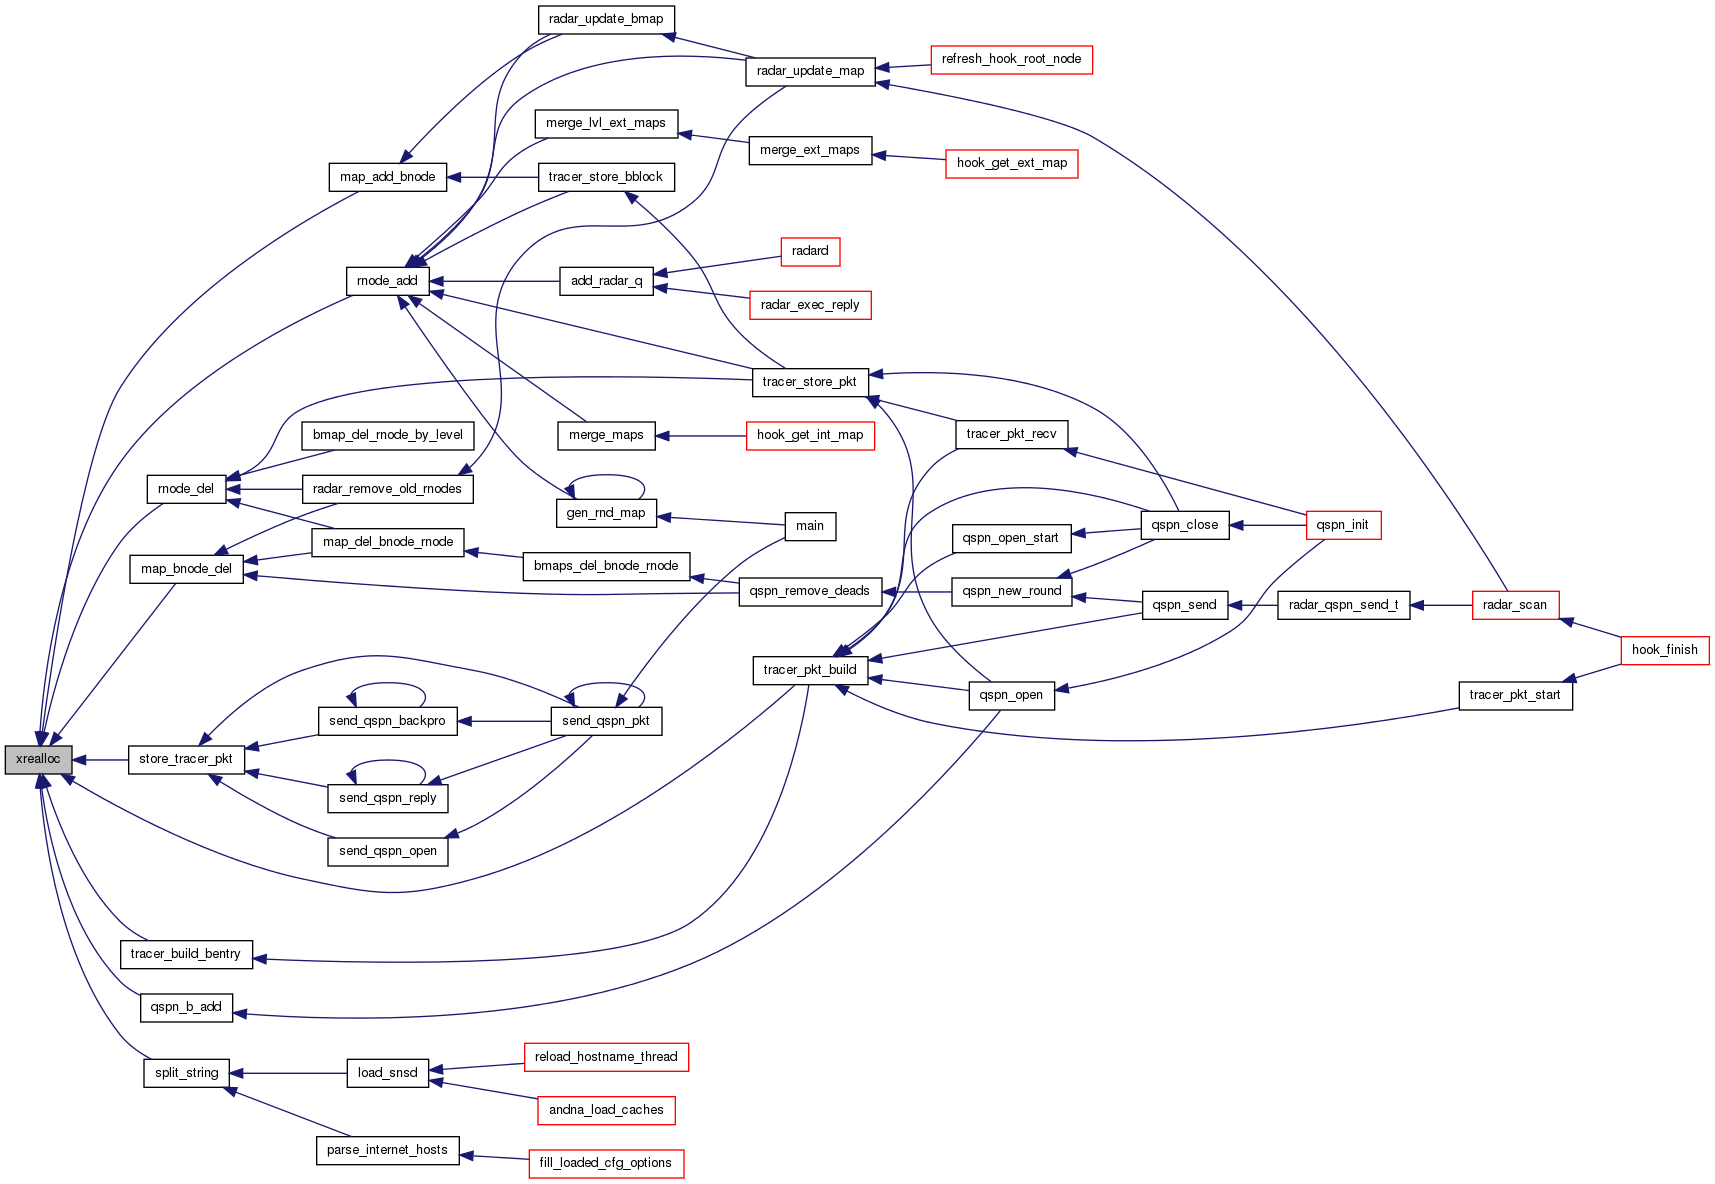 radar_update_bmap
refresh_hook_root_node
radar_update_map
merge_lvl_ext_maps
merge_ext_maps
hook_get_ext_map
map_add_bnode
tracer_store_bblock
radard
rnode_add
add_radar_q
radar_exec_reply
tracer_store_pkt
bmap_del_rnode_by_level
merge_maps
hook_get_int_map
tracer_pkt_recv
rnode_del
radar_remove_old_rnodes
gen_rnd_map
main
qspn_close
qspn_init
map_del_bnode_rnode
qspn_open_start
map_bnode_del
bmaps_del_bnode_rnode
qspn_remove_deads
qspn_new_round
qspn_send
radar_qspn_send_t
radar_scan
hook_finish
tracer_pkt_build
qspn_open
tracer_pkt_start
send_qspn_backpro
send_qspn_pkt
xrealloc
store_tracer_pkt
send_qspn_reply
send_qspn_open
tracer_build_bentry
qspn_b_add
reload_hostname_thread
split_string
load_snsd
andna_load_caches
parse_internet_hosts
fill_loaded_cfg_options